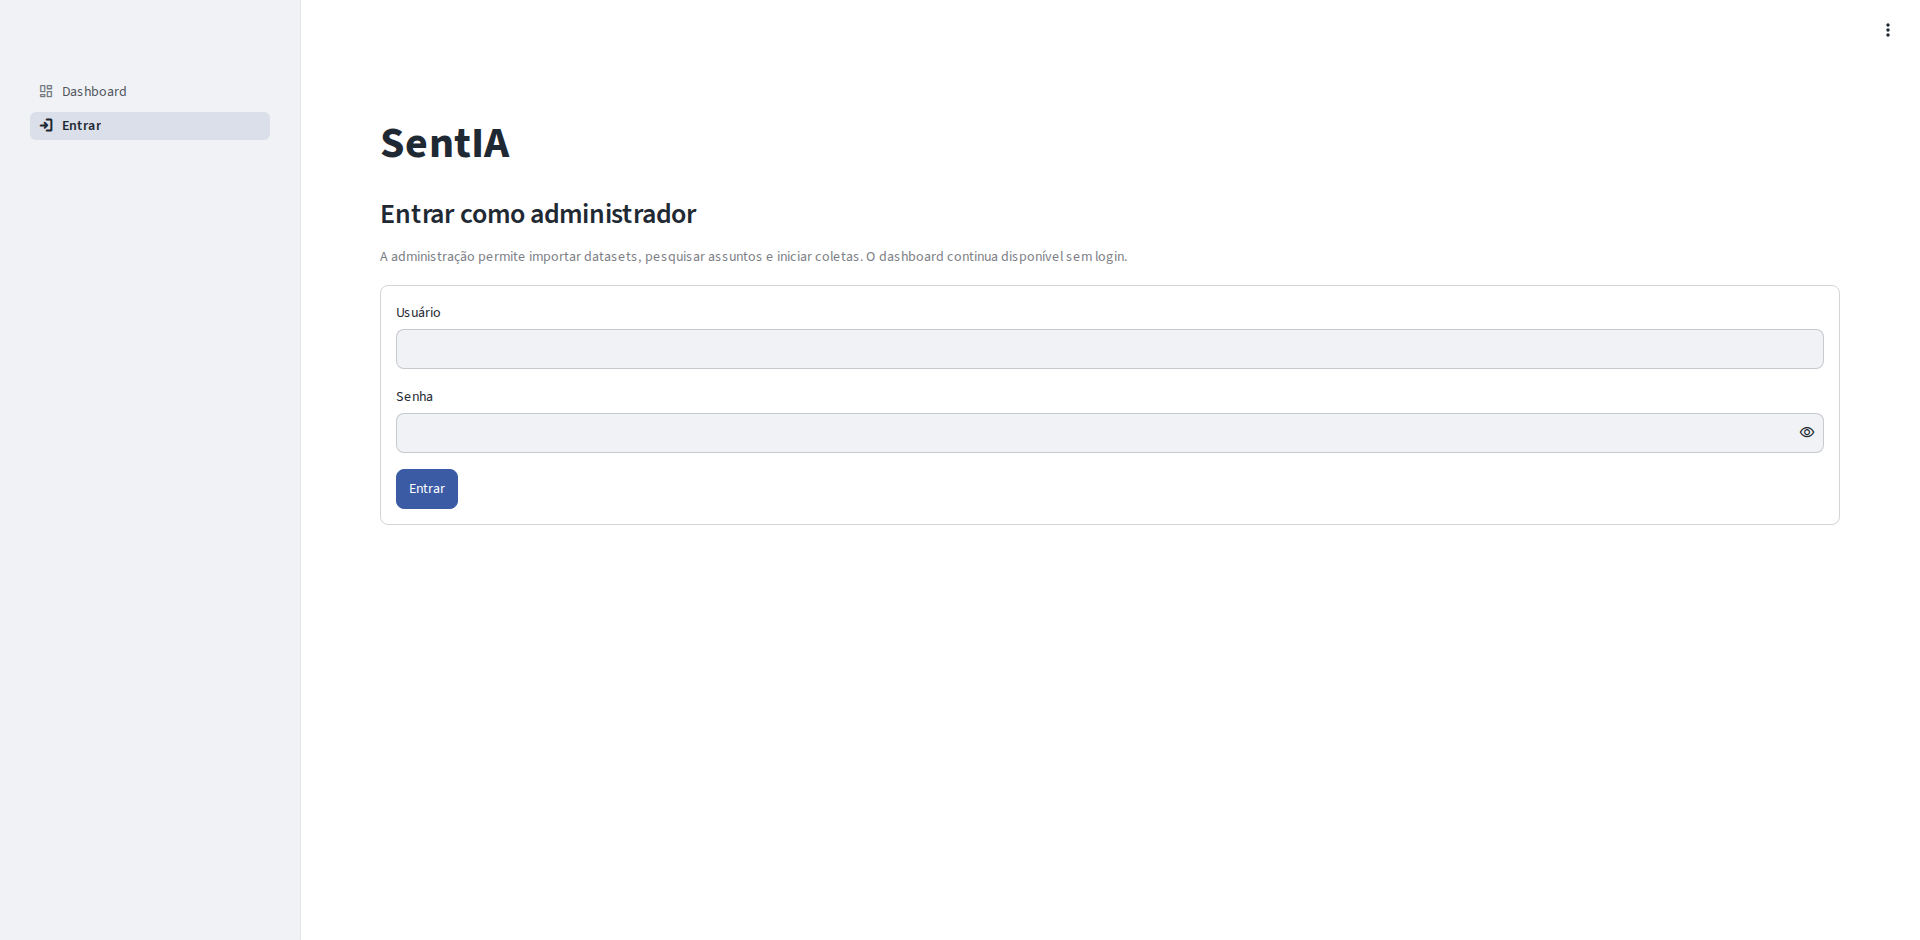 Dashboard
Entrar
SentIA
Entrar como administrador
A administração permite importar datasets, pesquisar assuntos e iniciar coletas. O dashboard continua disponível sem login.
Usuário
Senha
Entrar